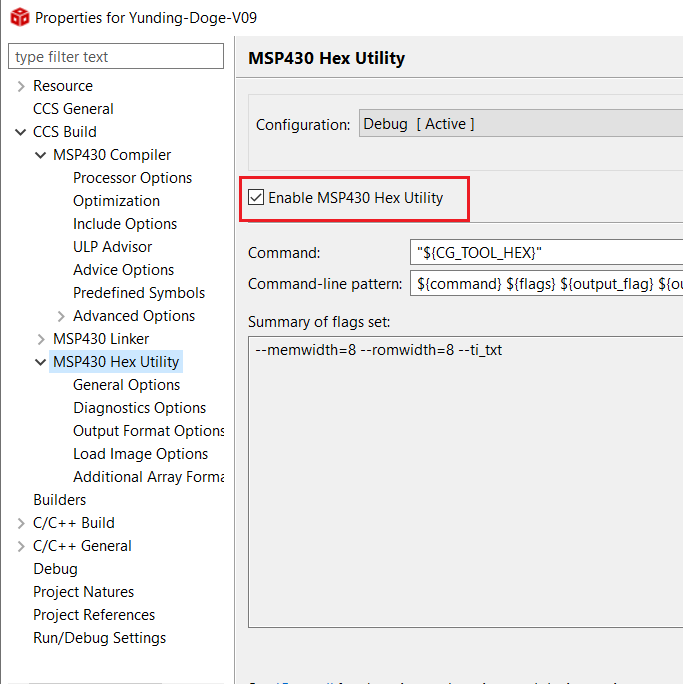 Properties for Yunding-Doge-V09
type filter text
Resource
CCS General
CCS Build
MSP430 Compiler
Processor Options
Optimization
Include Options
ULP Advisor
Advice Options
Predefined Symbols
Advanced Options
MSP430 Linker
MSP430 Hex Utility
General Options
Diagnostics Options
Output Format Options
Load Image Options
Additional Array Forma
Builders
C/C++ Build
C/C++ General
Debug
Project Natures
Project References
Run/Debug Settings
MSP430 Hex Utility
Configuration: Debug [ Active ]
Enable MSP430 Hex Utility
Command: "${CG_TOOL_HEX}"
Command-line pattern: ${command} ${flags} ${output_flag} ${ou
Summary of flags set:
--memwidth=8 --romwidth=8 --ti_txt